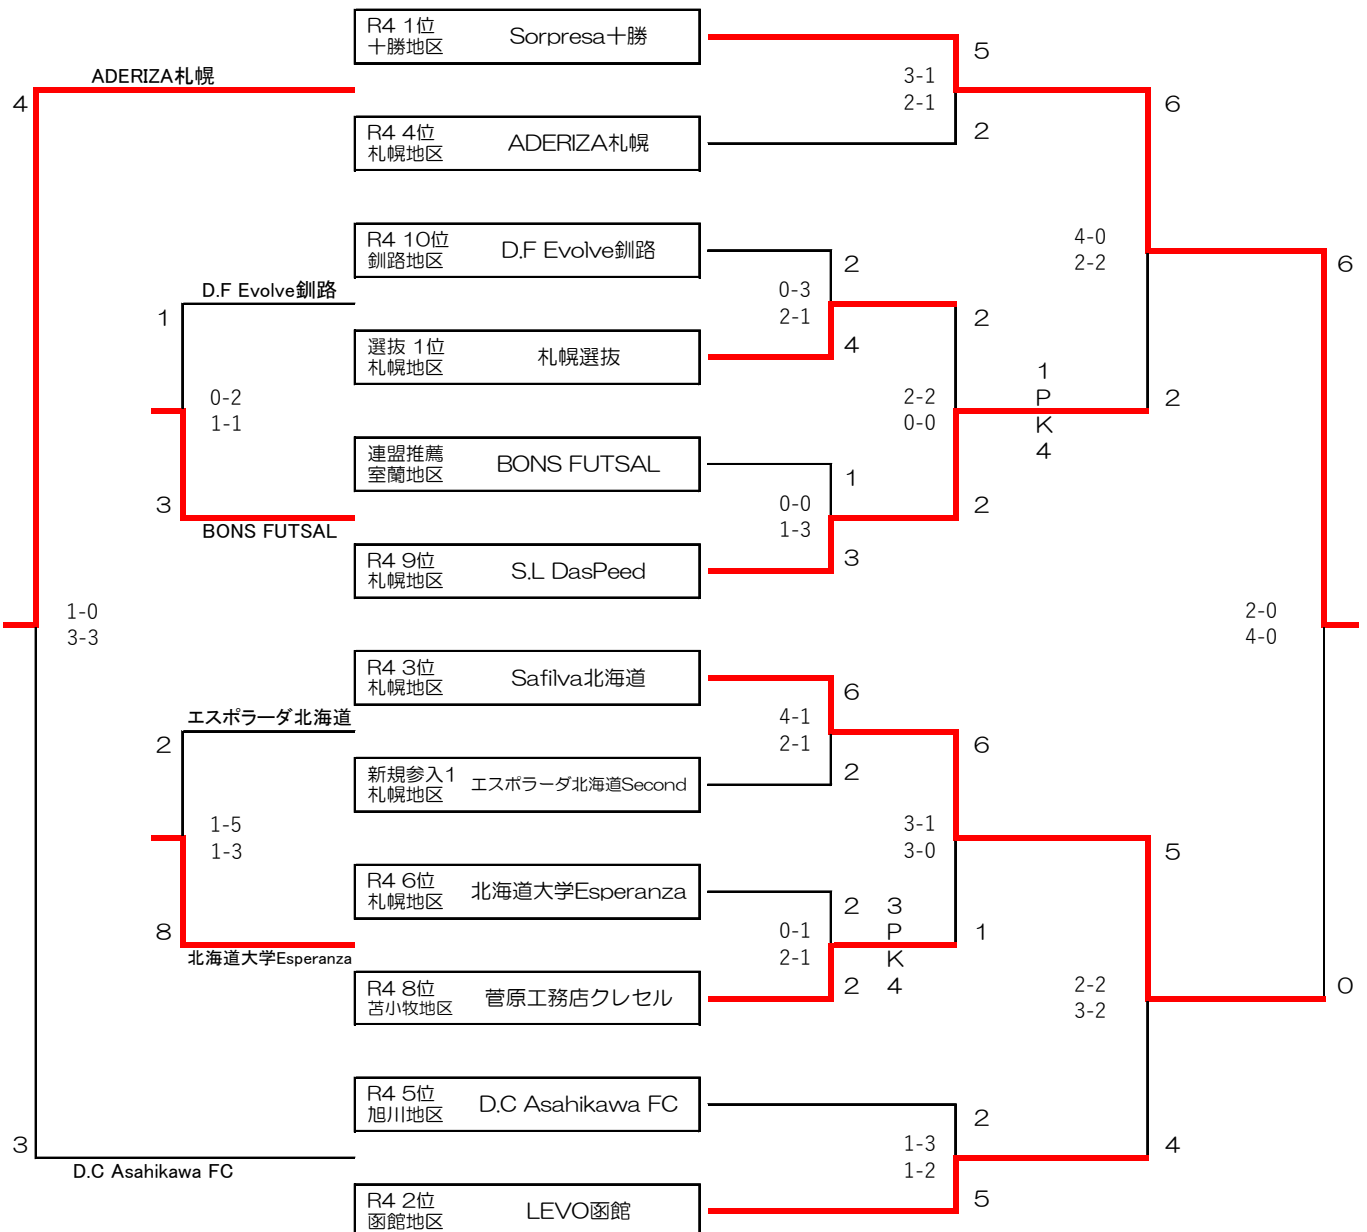 R4 1位
十勝地区
Sorpresa十勝
5
ADERIZA札幌
3-1
2-1
4
6
R4 4位
札幌地区
ADERIZA札幌
2
R4 10位
釧路地区
D.F Evolve釧路
4-0
2-2
2
6
D.F Evolve釧路
0-3
2-1
1
2
選抜 1位
札幌地区
札幌選抜
4
1
P
K
4
0-2
1-1
2-2
0-0
2
連盟推薦
室蘭地区
BONS FUTSAL
1
3
0-0
1-3
2
BONS FUTSAL
R4 9位
札幌地区
S.L DasPeed
3
1-0
3-3
2-0
4-0
R4 3位
札幌地区
Safilva北海道
6
エスポラーダ北海道
4-1
2-1
2
6
新規参入1
札幌地区
エスポラーダ北海道Second
2
1-5
1-3
3-1
3-0
5
R4 6位
札幌地区
北海道大学Esperanza
2
3
P
K
4
8
0-1
2-1
1
北海道大学Esperanza
R4 8位
苫小牧地区
菅原工務店クレセル
2
2-2
3-2
0
R4 5位
旭川地区
D.C Asahikawa FC
2
3
1-3
1-2
4
D.C Asahikawa FC
R4 2位
函館地区
LEVO函館
5